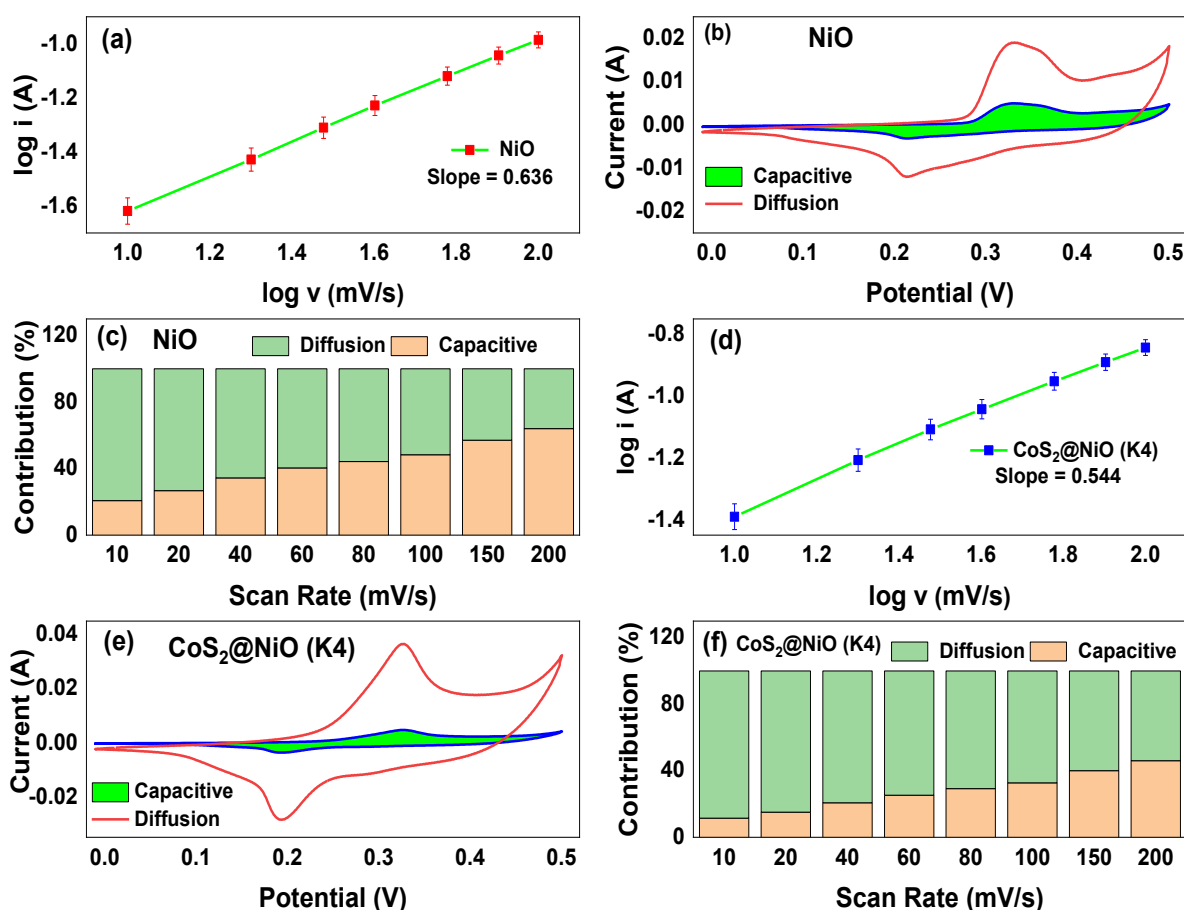 (a)
log i (A)
-1.0
-1.2
-1.4
-1.6
NiO
Slope = 0.636
1.0 1.2 1.4 1.6 1.8 2.0
log v (mV/s)
(b) NiO
Current (A)
0.02
0.01
0.00
-0.01
-0.02
Capacitive
Diffusion
0.0 0.1 0.2 0.3 0.4 0.5
Potential (V)
(c) NiO
Contribution (%)
120
80
40
0
Diffusion Capacitive
10 20 40 60 80 100 150 200
Scan Rate (mV/s)
(d)
log i (A)
-0.8
-1.0
-1.2
-1.4
CoS₂@NiO (K4)
Slope = 0.544
1.0 1.2 1.4 1.6 1.8 2.0
log v (mV/s)
(e) CoS₂@NiO (K4)
Current (A)
0.04
0.02
0.00
-0.02
Capacitive
Diffusion
0.0 0.1 0.2 0.3 0.4 0.5
Potential (V)
(f) CoS₂@NiO (K4)
Contribution (%)
120
80
40
0
Diffusion Capacitive
10 20 40 60 80 100 150 200
Scan Rate (mV/s)